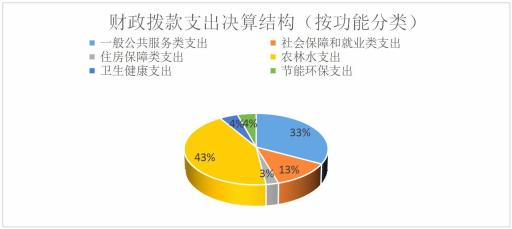 财政拨款支出决算结构（按功能分类）
一般公共服务类支出 社会保障和就业类支出
住房保障类支出 农林水支出
卫生健康支出 节能环保支出
4% 4%
33%
43%
3% 13%